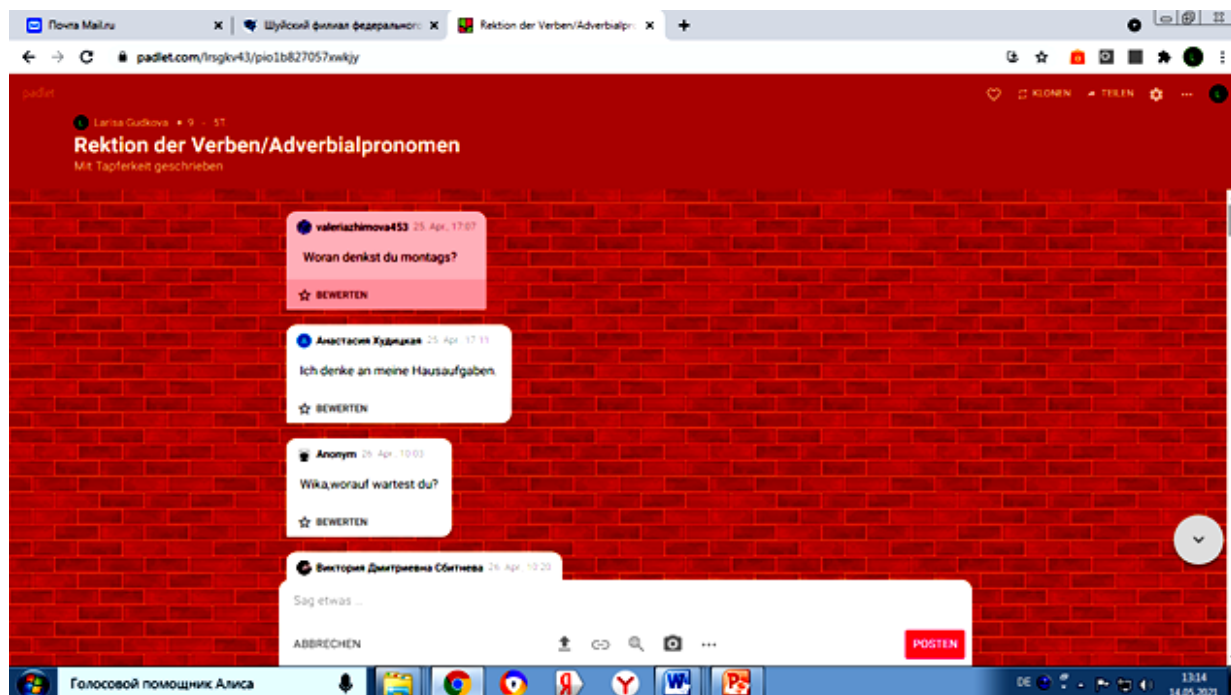 Почта Mail.ru
Шуйский филиал федерального
Rektion der Verben/Adverbialpr
padlet.com/lrsgkv43/pio1b827057xwkjy
padlet
KLONEN
TEILEN
Larisa Gudkova • 9
Rektion der Verben/Adverbialpronomen
Mit Tapferkeit geschrieben
valeriazhimova453 25. Apr., 17:07
Woran denkst du montags?
BEWERTEN
Анастасия Худицкая 25. Apr., 17:11
Ich denke an meine Hausaufgaben.
BEWERTEN
Anonym 26. Apr., 10:03
Wika,worauf wartest du?
BEWERTEN
Виктория Дмитриевна Сбитнева 26. Apr., 10:20
Sag etwas ...
ABBRECHEN
POSTEN
Голосовой помощник Алиса
DE
13:14